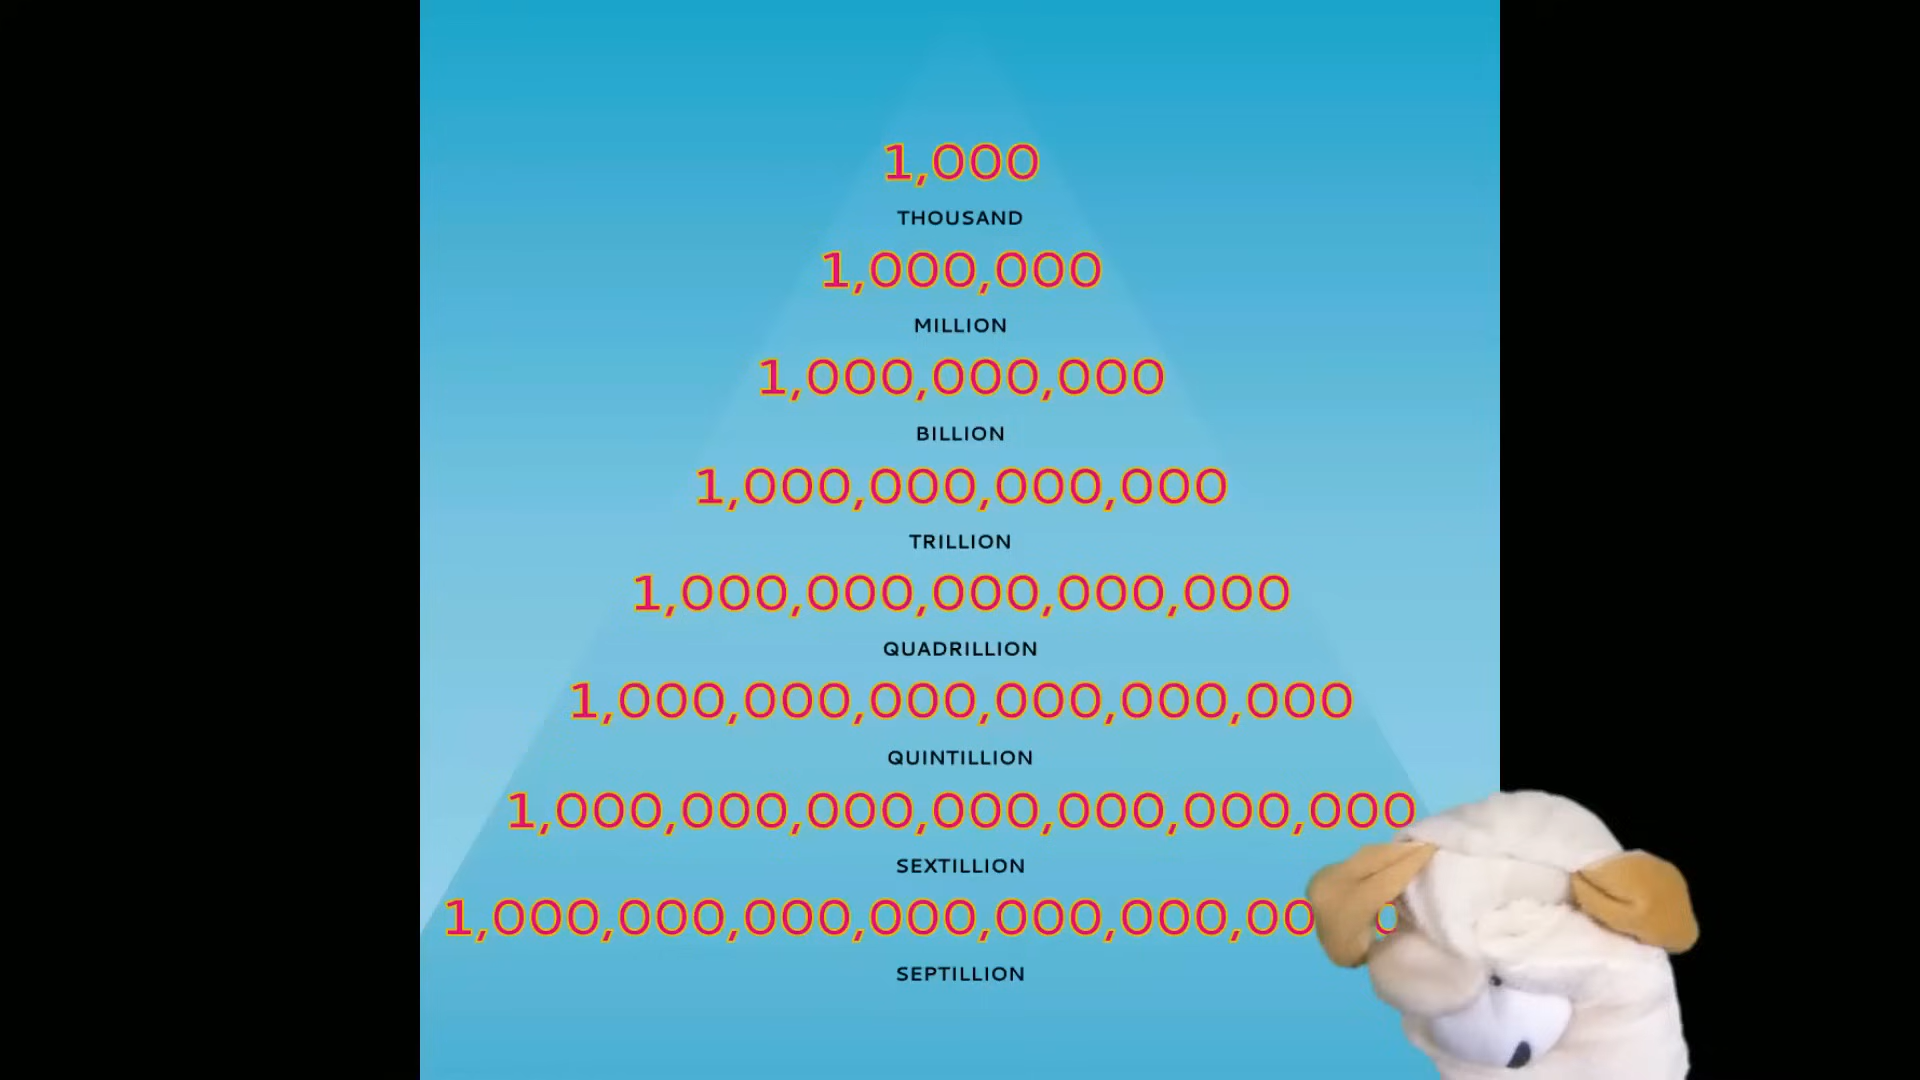 1,000
THOUSAND
1,000,000
MILLION
1,000,000,000
BILLION
1,000,000,000,000
TRILLION
1,000,000,000,000,000
QUADRILLION
1,000,000,000,000,000,000
QUINTILLION
1,000,000,000,000,000,000,000
SEXTILLION
1,000,000,000,000,000,000,00
SEPTILLION